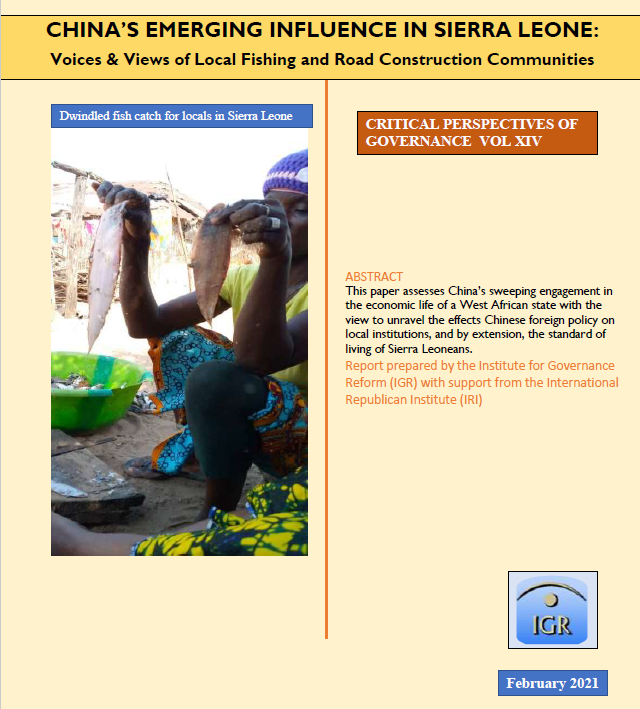 CHINA'S EMERGING INFLUENCE IN SIERRA LEONE:
Voices & Views of Local Fishing and Road Construction Communities
Dwindled fish catch for locals in Sierra Leone
CRITICAL PERSPECTIVES OF
GOVERNANCE VOL XIV
ABSTRACT
This paper assesses China's sweeping engagement in
the economic life of a West African state with the
view to unravel the effects Chinese foreign policy on
local institutions, and by extension, the standard of
living of Sierra Leoneans.
Report prepared by the Institute for Governance
Reform (IGR) with support from the International
Republican Institute (IRI)
IGR
February 2021